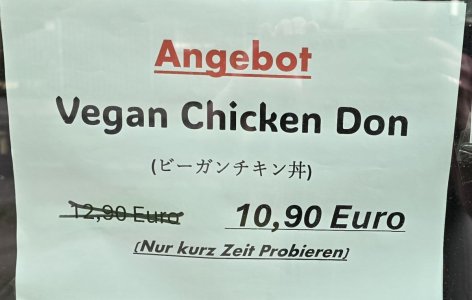 Angebot
Vegan Chicken Don
(ビーガンチキン丼)
12,90 Euro 10,90 Euro
(Nur kurz Zeit Probieren)